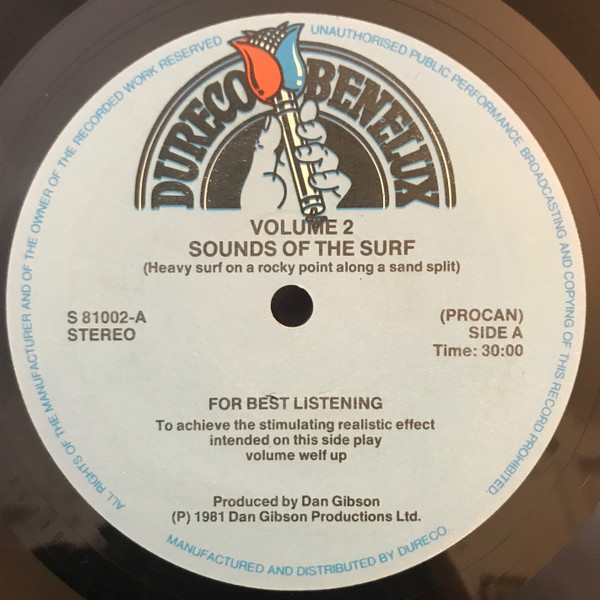 ALL RIGHTS OF THE MANUFACTURER AND OF THE OWNER OF THE RECORDED WORK RESERVED
UNAUTHORISED PUBLIC PERFORMANCE BROADCASTING AND COPYING OF THIS RECORD PROHIBITED.
DURECO BENELUX
VOLUME 2
SOUNDS OF THE SURF
(Heavy surf on a rocky point along a sand split)
S 81002-A
STEREO
(PROCAN)
SIDE A
Time: 30:00
FOR BEST LISTENING
To achieve the stimulating realistic effect
intended on this side play
volume welf up
Produced by Dan Gibson
(P) 1981 Dan Gibson Productions Ltd.
MANUFACTURED AND DISTRIBUTED BY DURECO